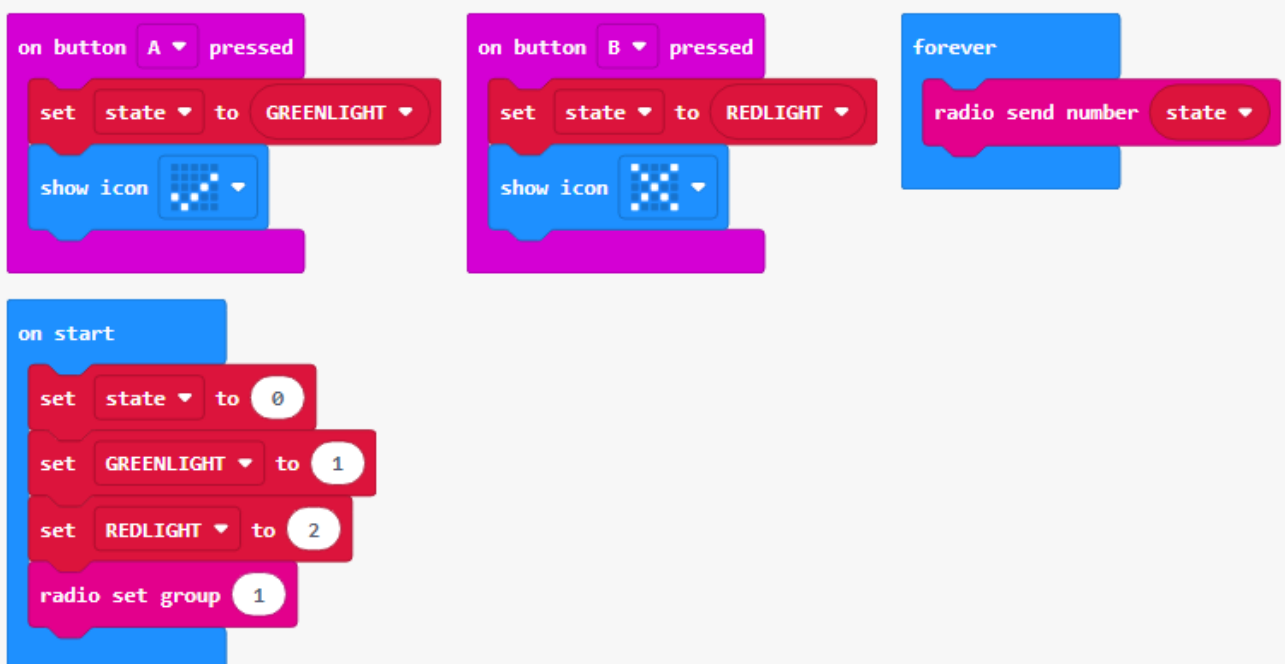 on button A pressed
set state to GREENLIGHT
show icon
on button B pressed
set state to REDLIGHT
show icon
forever
radio send number state
on start
set state to 0
set GREENLIGHT to 1
set REDLIGHT to 2
radio set group 1